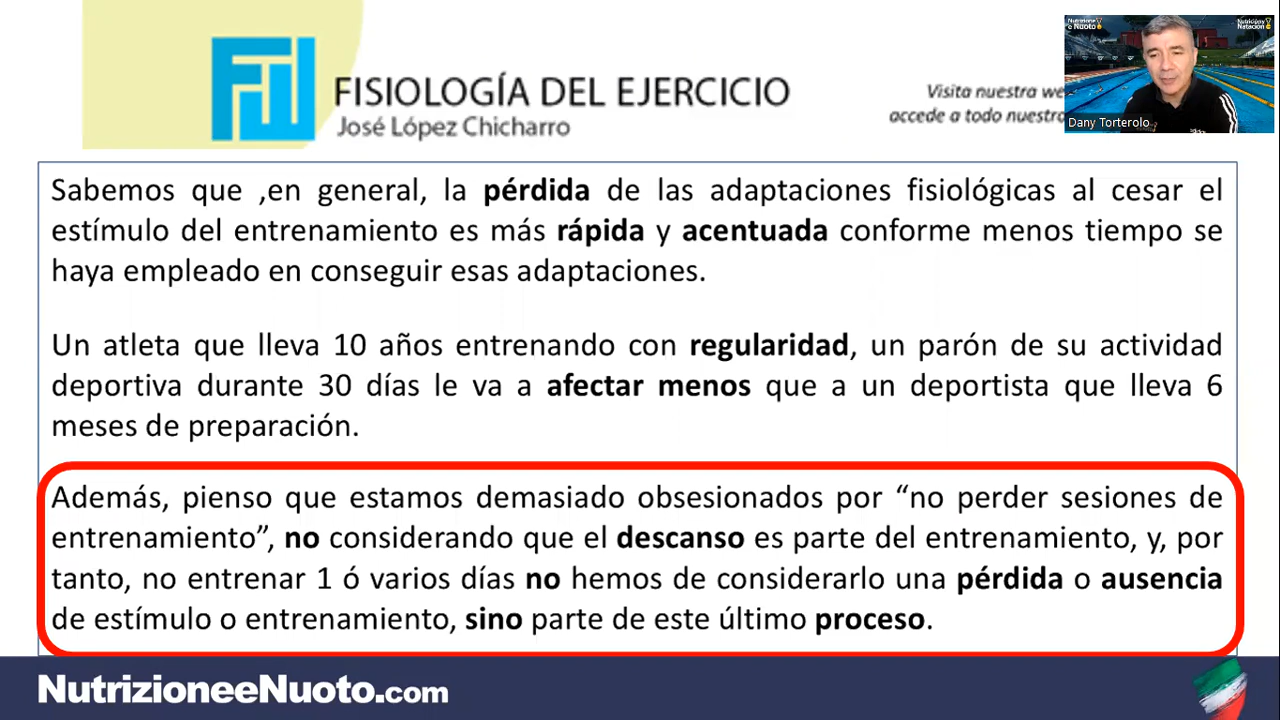 FISIOLOGÍA DEL EJERCICIO
José López Chicharro
Visita nuestra we
accede a todo nuestro
Nutrizione
e Nuoto
Nutrición y
Natación
Dany Torterolo
Sabemos que ,en general, la pérdida de las adaptaciones fisiológicas al cesar el
estímulo del entrenamiento es más rápida y acentuada conforme menos tiempo se
haya empleado en conseguir esas adaptaciones.
Un atleta que lleva 10 años entrenando con regularidad, un parón de su actividad
deportiva durante 30 días le va a afectar menos que a un deportista que lleva 6
meses de preparación.
Además, pienso que estamos demasiado obsesionados por “no perder sesiones de
entrenamiento”, no considerando que el descanso es parte del entrenamiento, y, por
tanto, no entrenar 1 ó varios días no hemos de considerarlo una pérdida o ausencia
de estímulo o entrenamiento, sino parte de este último proceso.
NutrizioneeNuoto.com